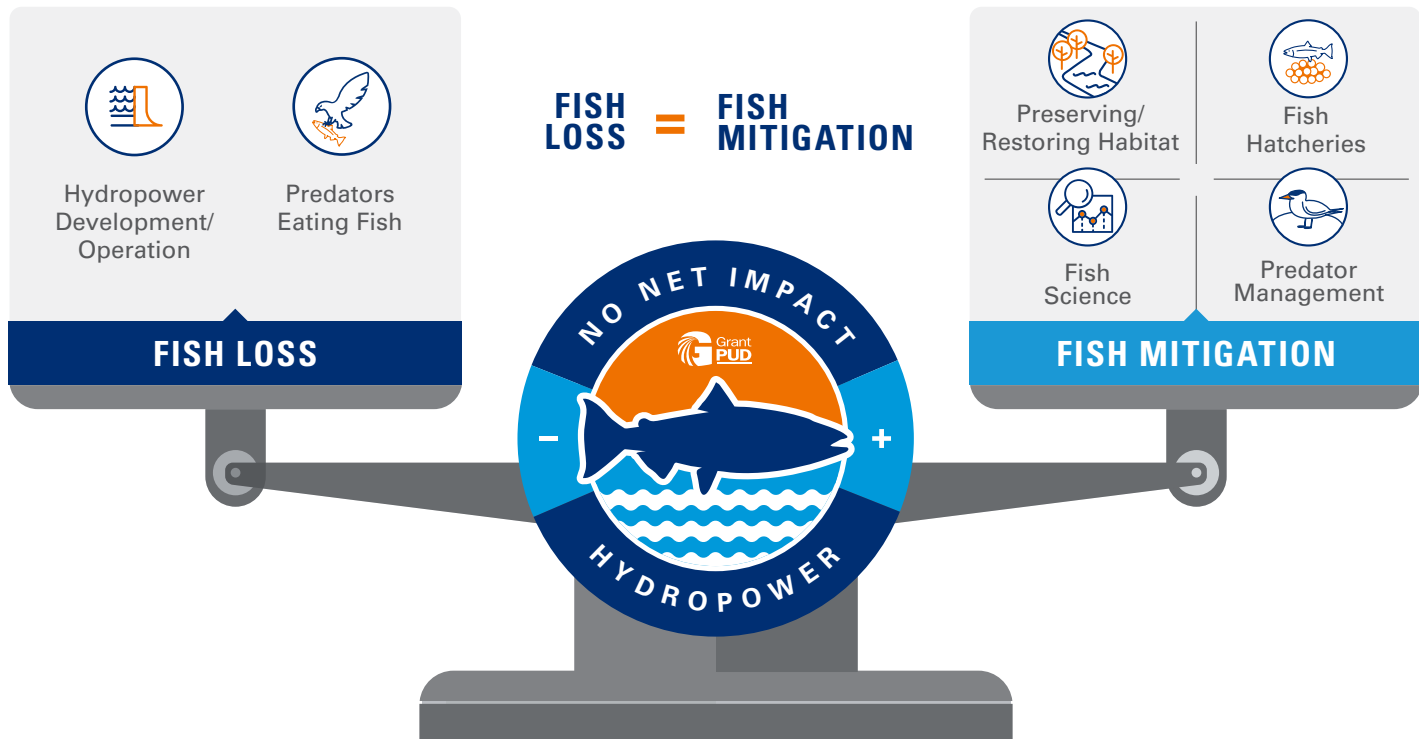 Hydropower
Development/
Operation
Predators
Eating Fish
FISH LOSS
FISH
LOSS
=
FISH
MITIGATION
Preserving/
Restoring Habitat
Fish
Hatcheries
Fish
Science
Predator
Management
FISH MITIGATION
NO NET IMPACT
Grant
PUD
-
+
HYDROPOWER